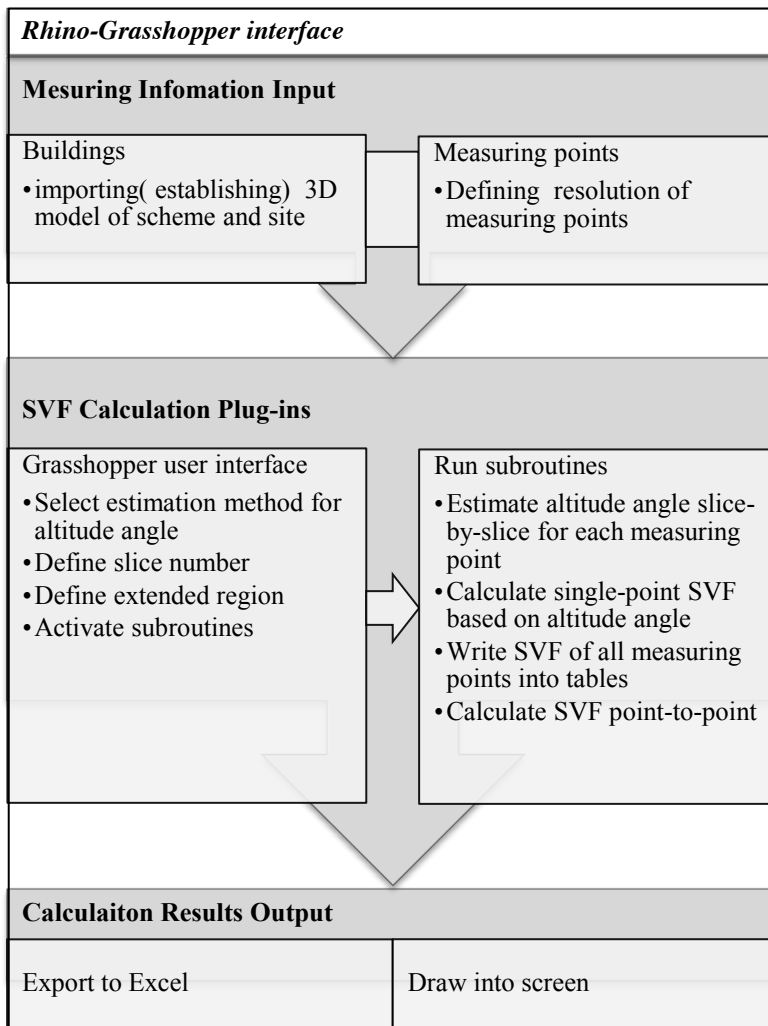 Rhino-Grasshopper interface
Mesuring Infomation Input
Buildings
•importing( establishing) 3D
model of scheme and site
Measuring points
•Defining resolution of
measuring points
SVF Calculation Plug-ins
Grasshopper user interface
•Select estimation method for
altitude angle
•Define slice number
•Define extended region
•Activate subroutines
Run subroutines
•Estimate altitude angle slice-
by-slice for each measuring
point
•Calculate single-point SVF
based on altitude angle
•Write SVF of all measuring
points into tables
•Calculate SVF point-to-point
Calculaiton Results Output
Export to Excel
Draw into screen